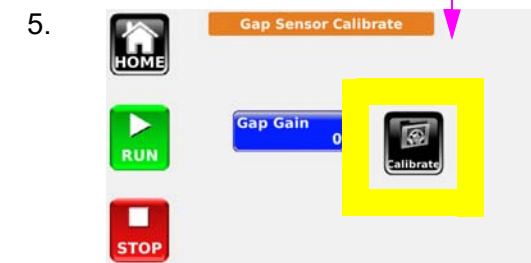 5.
Gap Sensor Calibrate
HOME
Gap Gain
0
RUN
Calibrate
STOP